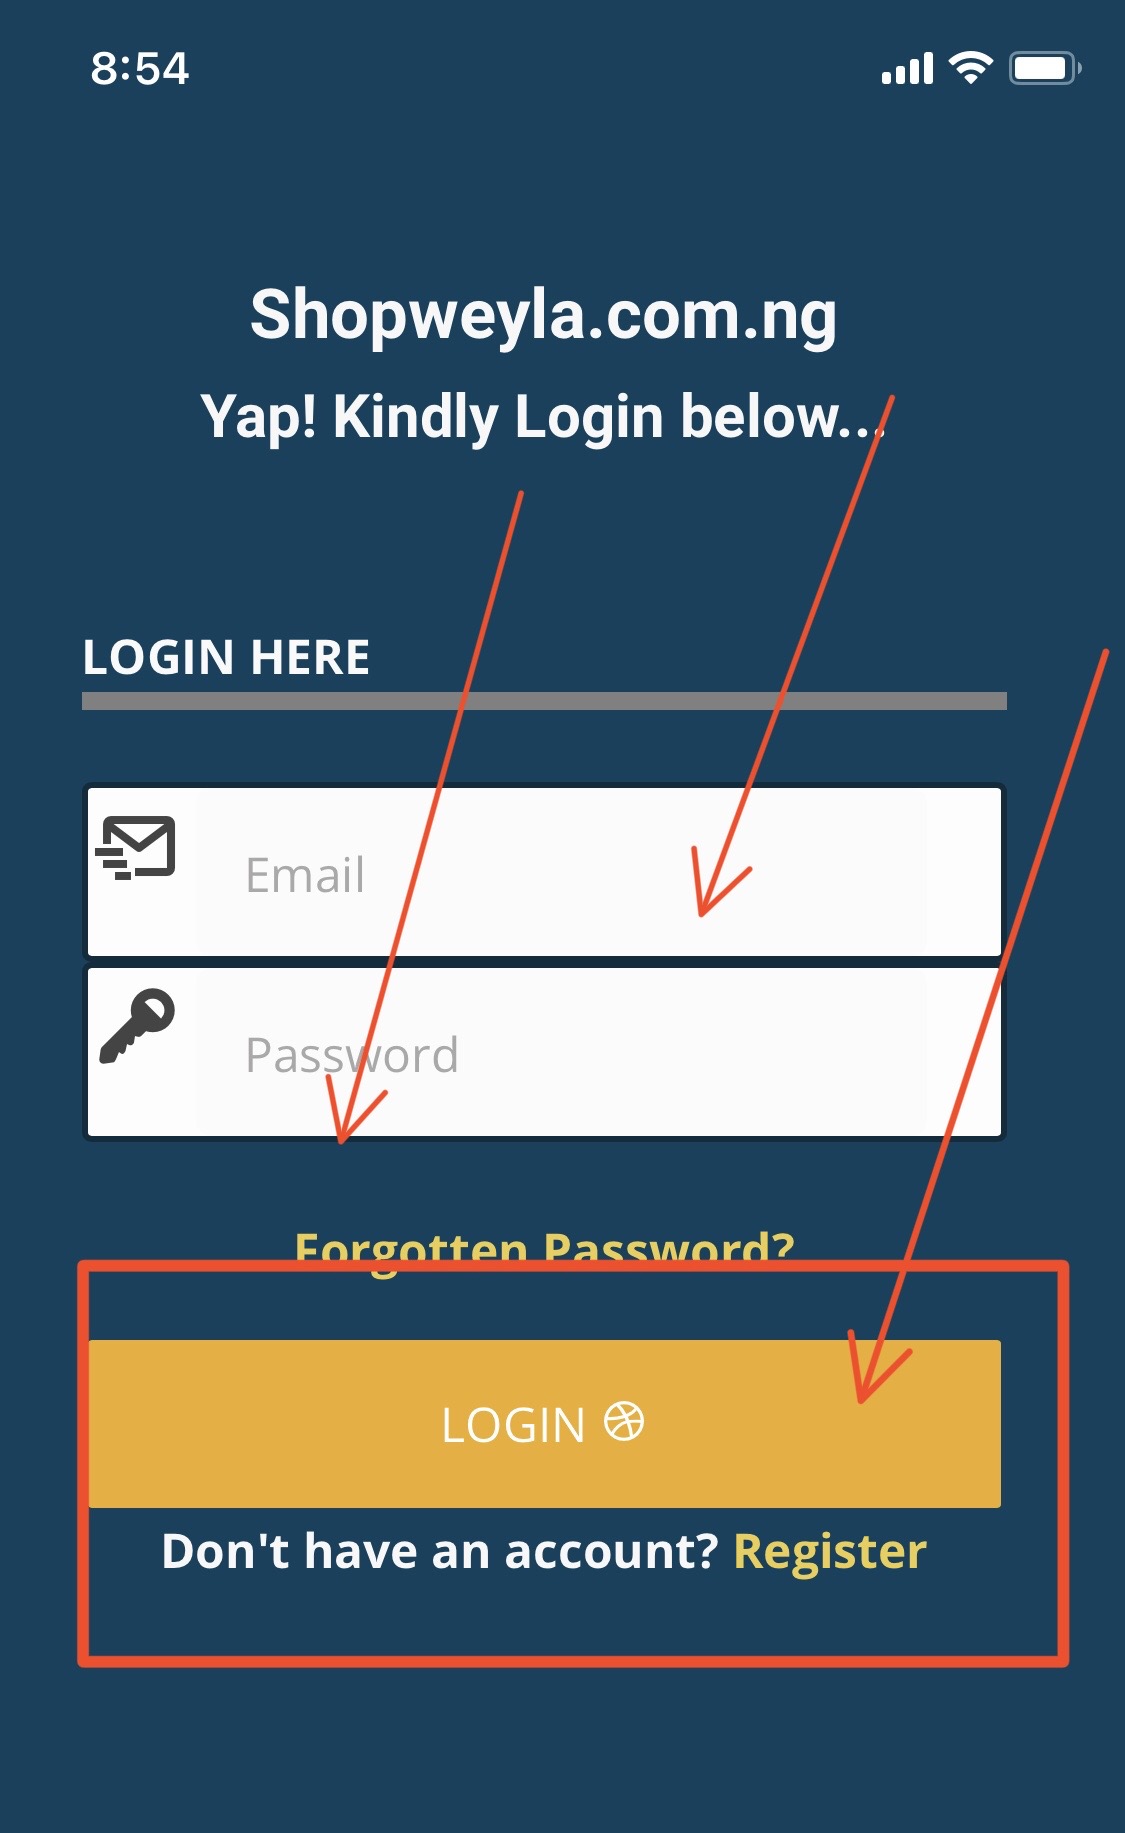 8:54
Shopweyla.com.ng
Yap! Kindly Login below...
LOGIN HERE
Email
Password
Forgotten Password?
LOGIN
Don't have an account? Register